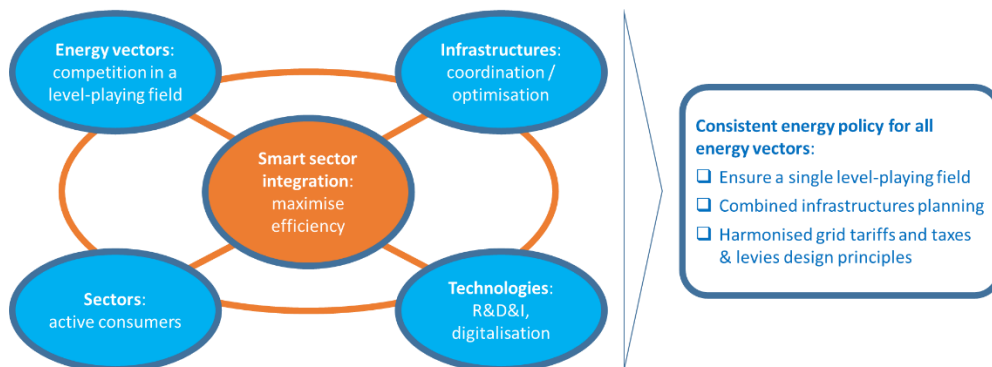 Energy vectors:
competition in a
level-playing field
Infrastructures:
coordination /
optimisation
Smart sector
integration:
maximise
efficiency
Sectors:
active consumers
Technologies:
R&D&I,
digitalisation
Consistent energy policy for all
energy vectors:
❑ Ensure a single level-playing field
❑ Combined infrastructures planning
❑ Harmonised grid tariffs and taxes
& levies design principles